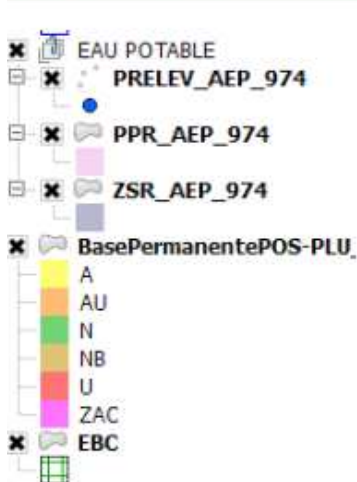 EAU POTABLE
PRELEV_AEP_974
PPR_AEP_974
ZSR_AEP_974
BasePermanentePOS-PLU_
A
AU
N
NB
U
ZAC
EBC